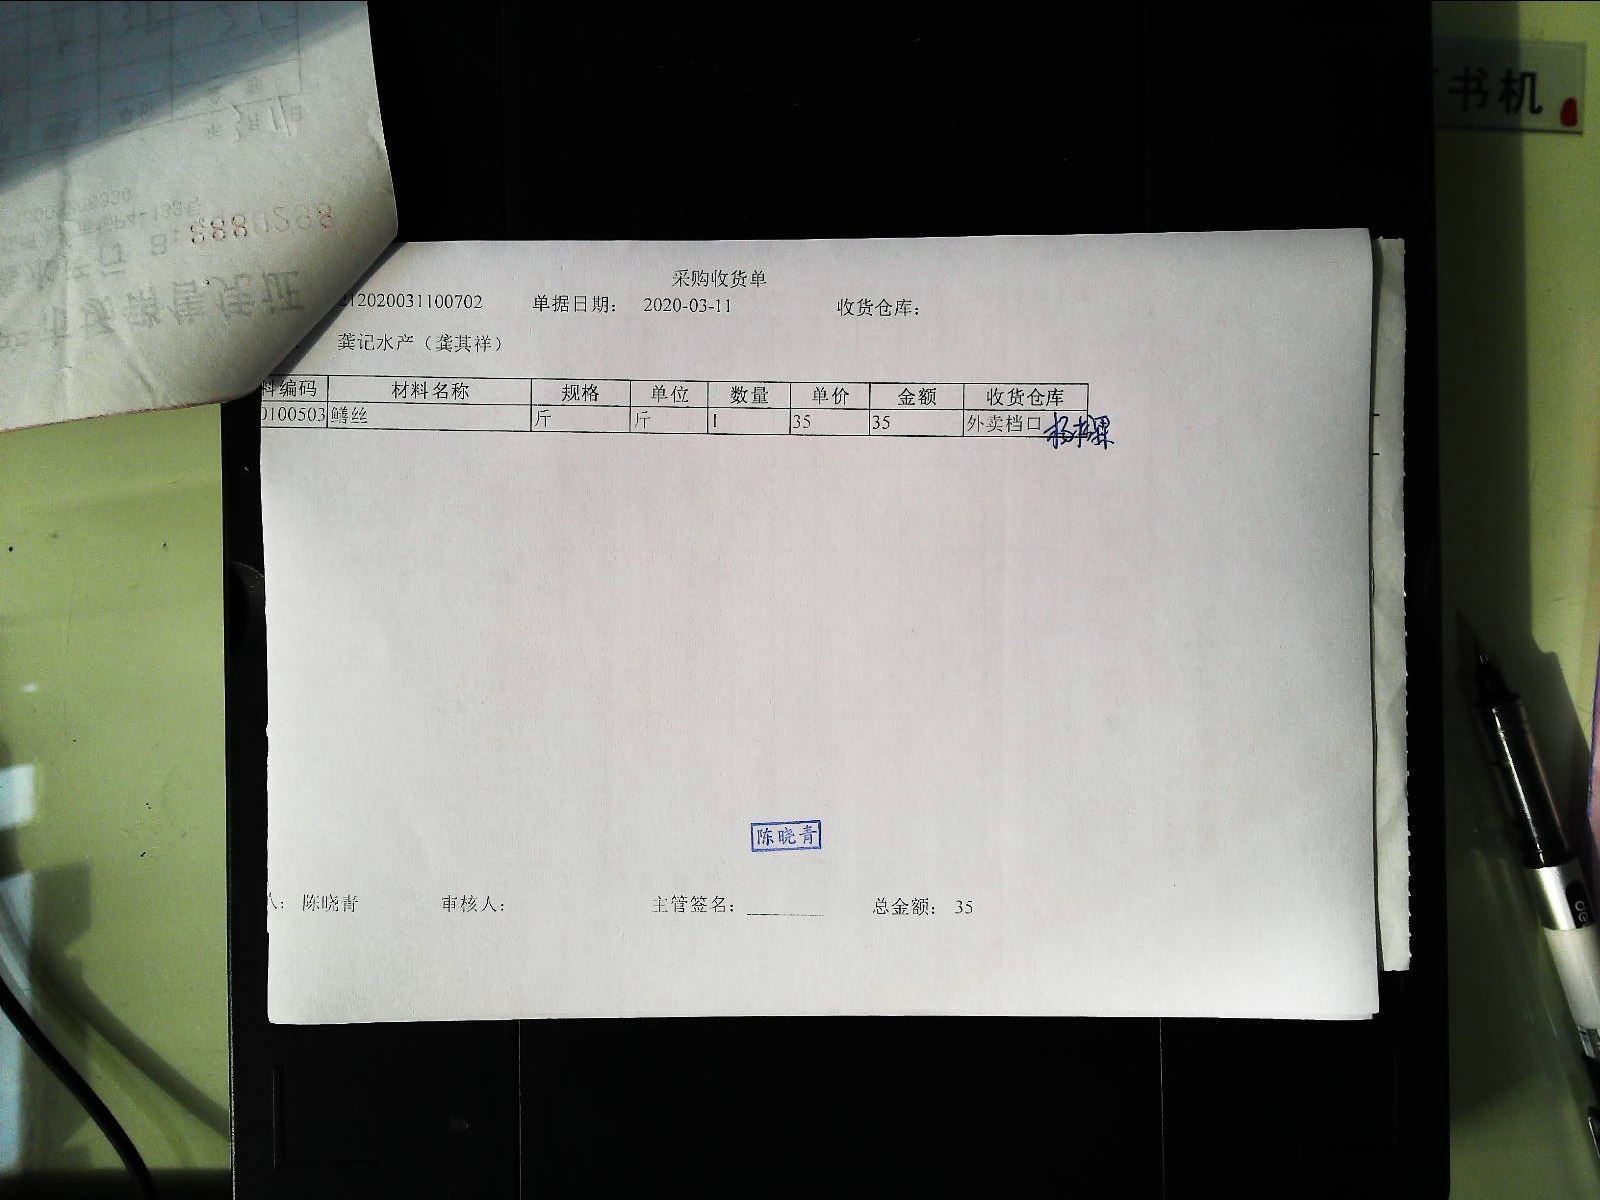 采购收货单
12020031100702 单据日期： 2020-03-11 收货仓库：
龚记水产（龚其祥）
料编码 材料名称 规格 单位 数量 单价 金额 收货仓库
0100503 鳝丝 斤 斤 1 35 35 外卖档口
陈晓青
人： 陈晓青 审核人： 主管签名： 总金额： 35
书机